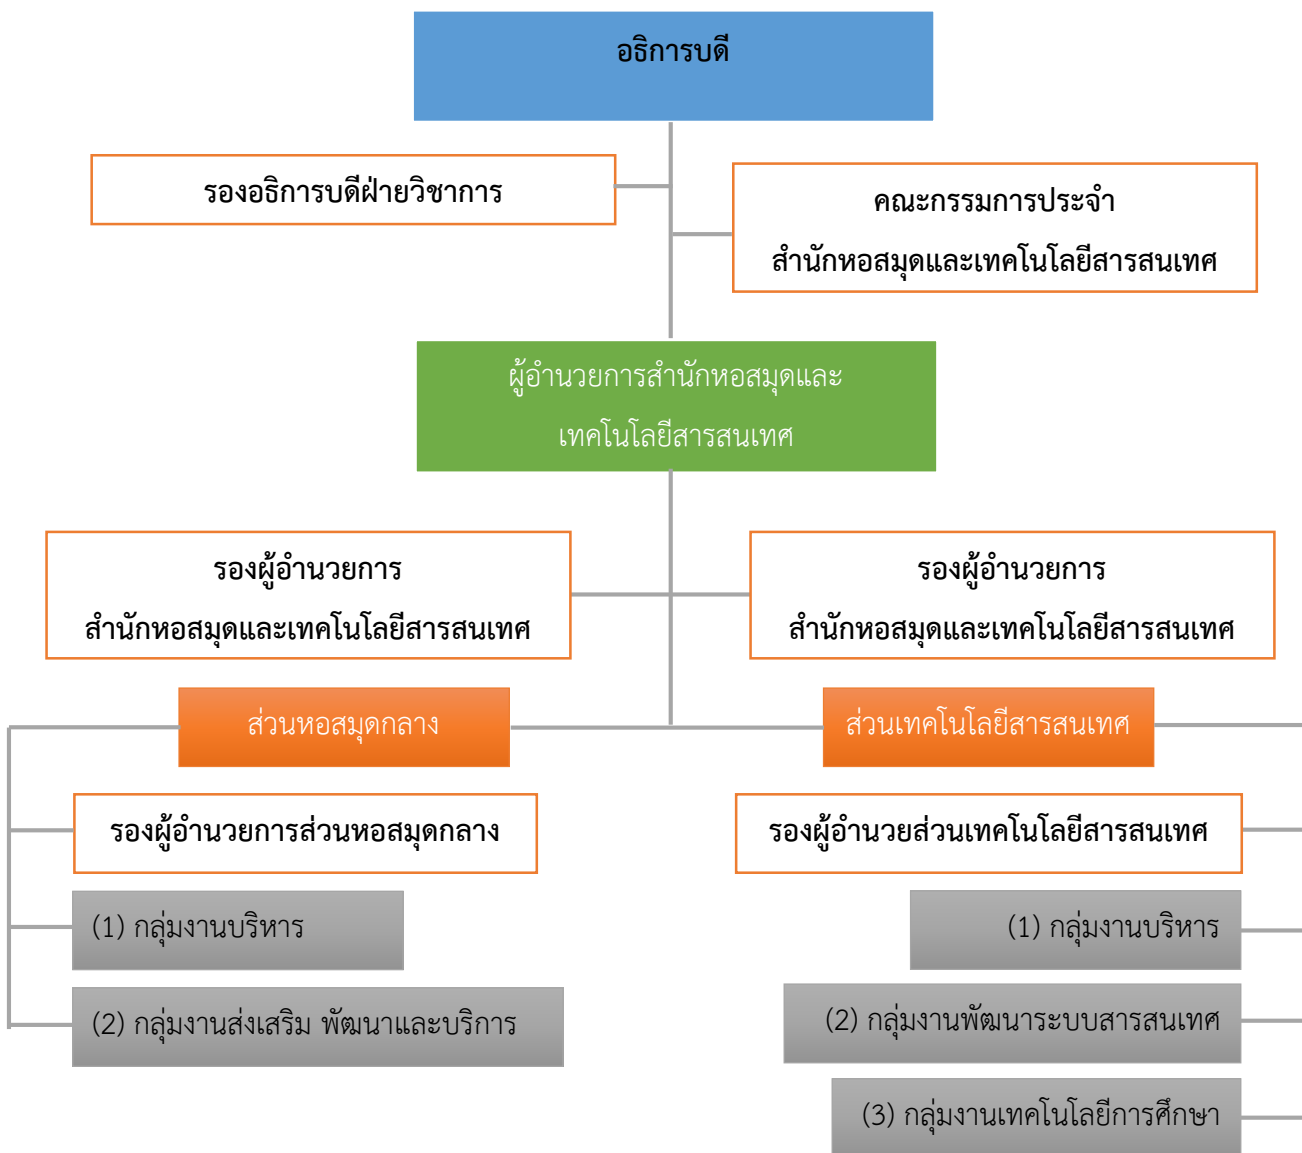 อธิการบดี
รองอธิการบดีฝ่ายวิชาการ
คณะกรรมการประจำ
สำนักหอสมุดและเทคโนโลยีสารสนเทศ
ผู้อำนวยการสำนักหอสมุดและ
เทคโนโลยีสารสนเทศ
รองผู้อำนวยการ
สำนักหอสมุดและเทคโนโลยีสารสนเทศ
รองผู้อำนวยการ
สำนักหอสมุดและเทคโนโลยีสารสนเทศ
ส่วนหอสมุดกลาง
ส่วนเทคโนโลยีสารสนเทศ
รองผู้อำนวยการส่วนหอสมุดกลาง
รองผู้อำนวยส่วนเทคโนโลยีสารสนเทศ
(1) กลุ่มงานบริหาร
(1) กลุ่มงานบริหาร
(2) กลุ่มงานส่งเสริม พัฒนาและบริการ
(2) กลุ่มงานพัฒนาระบบสารสนเทศ
(3) กลุ่มงานเทคโนโลยีการศึกษา